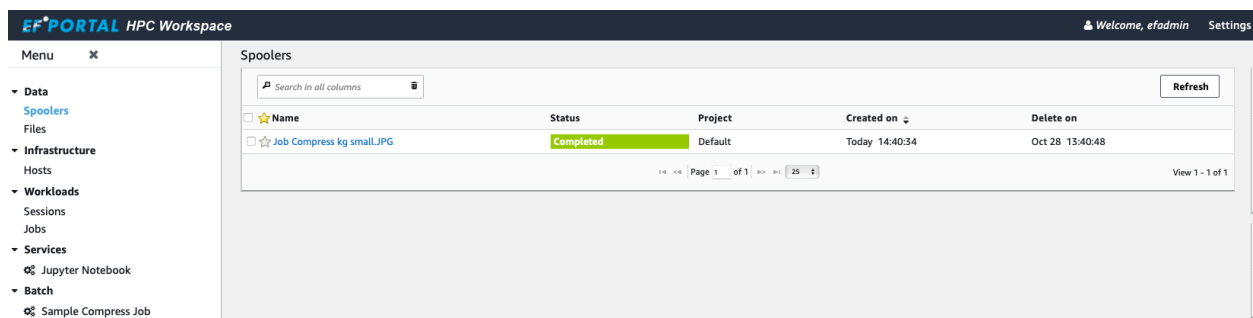 EF PORTAL HPC Workspace
Welcome, efadmin Settings
Menu
Spoolers
Search in all columns
Refresh
Data
Spoolers
Files
Infrastructure
Hosts
Workloads
Sessions
Jobs
Services
Jupyter Notebook
Batch
Sample Compress Job
Name Status Project Created on Delete on
Job Compress kg small.JPG Completed Default Today 14:40:34 Oct 28 13:40:48
Page 1 of 1 25
View 1 - 1 of 1